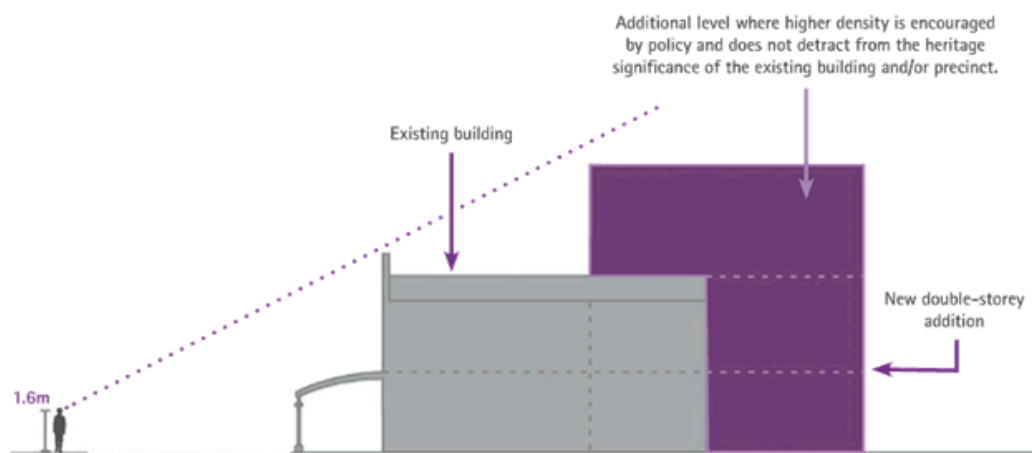 Additional level where higher density is encouraged
by policy and does not detract from the heritage
significance of the existing building and/or precinct.
Existing building
New double-storey
addition
1.6m